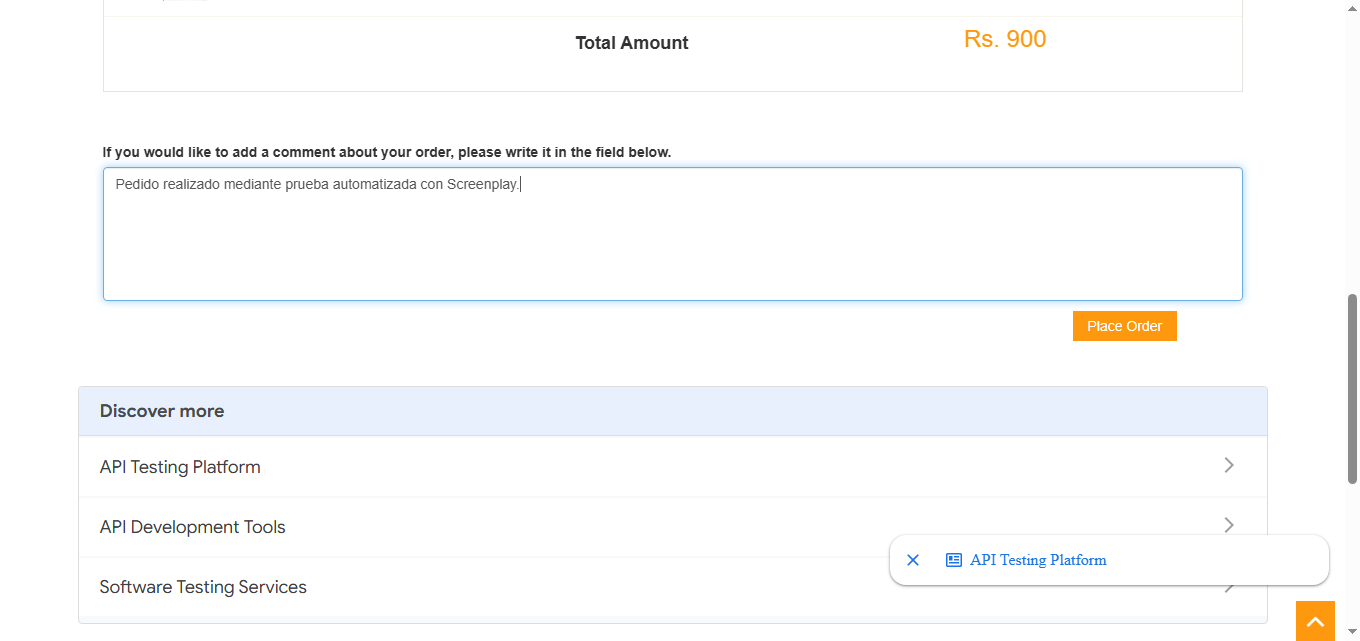 Total Amount Rs. 900
If you would like to add a comment about your order, please write it in the field below.
Pedido realizado mediante prueba automatizada con Screenplay.
Place Order
Discover more
API Testing Platform
API Development Tools
API Testing Platform
Software Testing Services